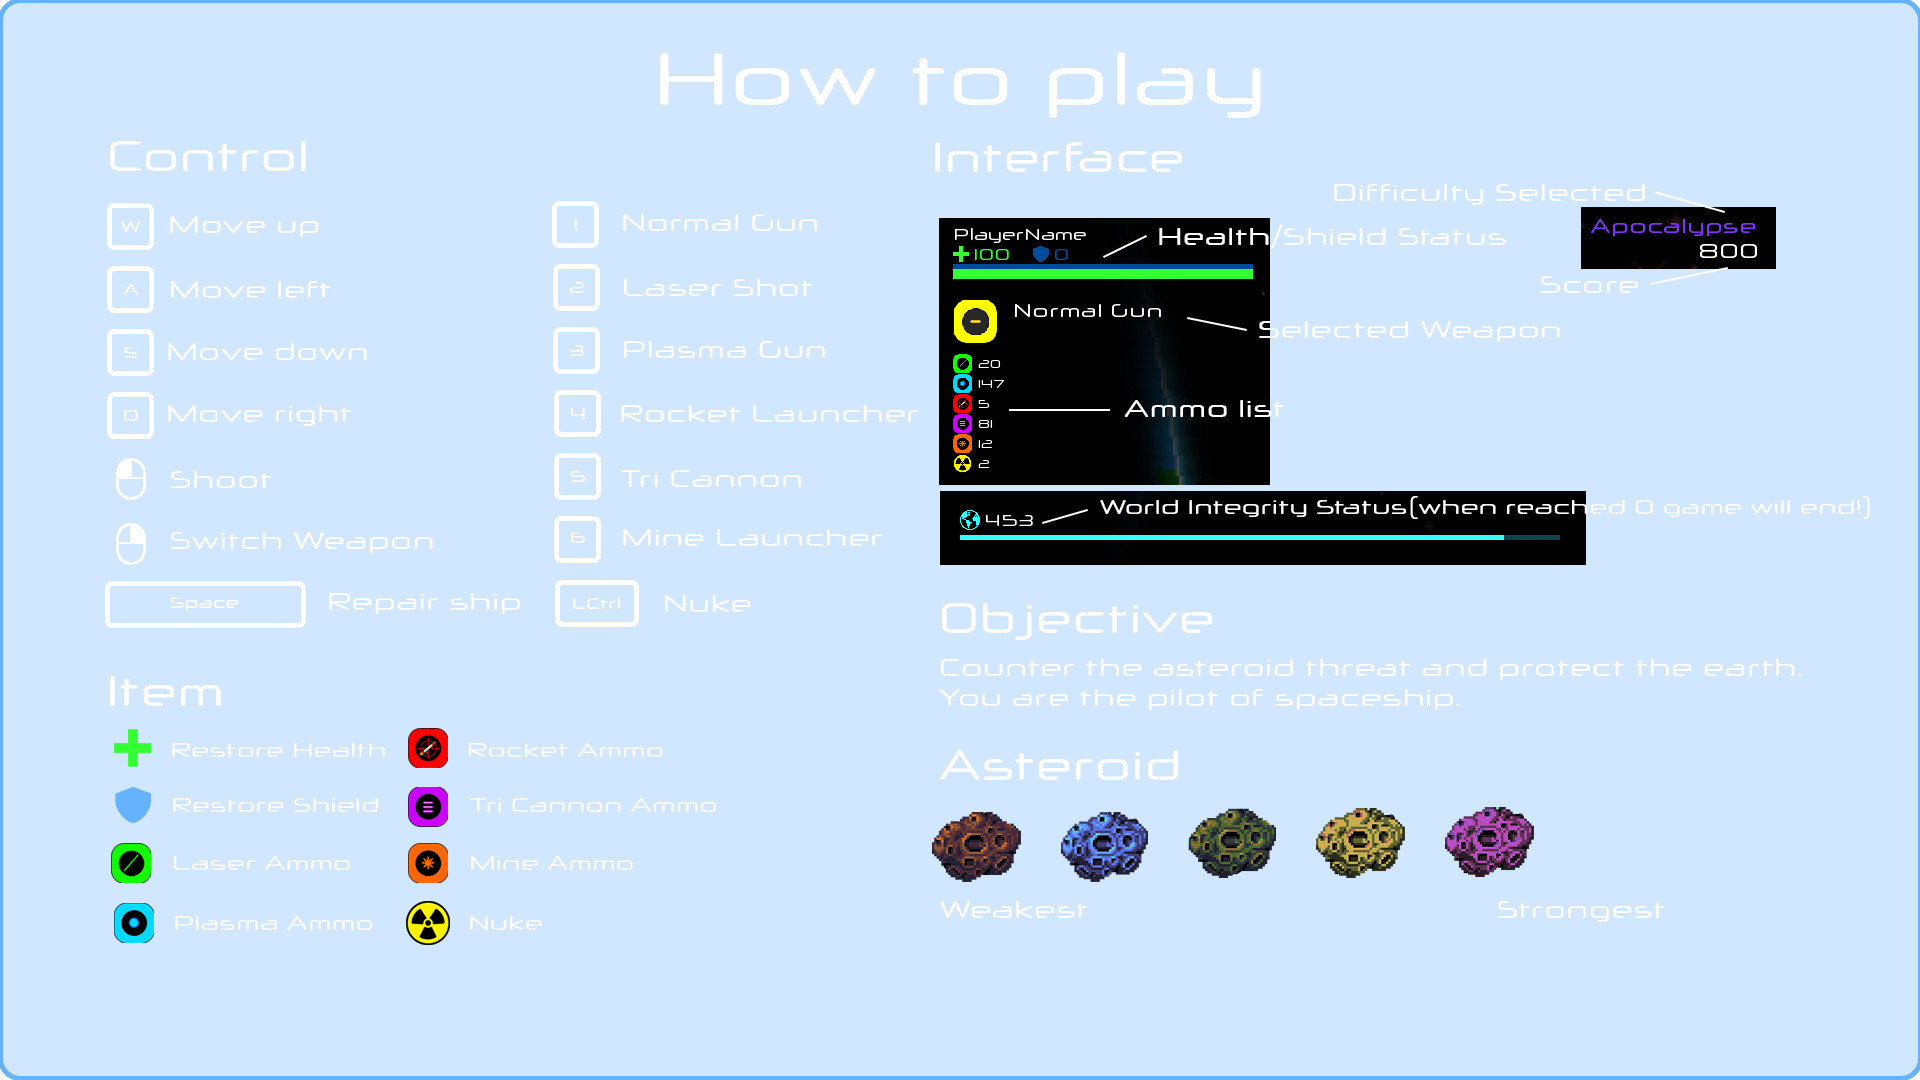 How to play
Control
W Move up
A Move left
S Move down
D Move right
Shoot
Switch Weapon
Space Repair ship
1 Normal Gun
2 Laser Shot
3 Plasma Gun
4 Rocket Launcher
5 Tri Cannon
6 Mine Launcher
LCtrl Nuke
Item
Restore Health
Restore Shield
Laser Ammo
Plasma Ammo
Rocket Ammo
Tri Cannon Ammo
Mine Ammo
Nuke
Interface
Difficulty Selected
Apocalypse
800
Score
PlayerName
100 0
Health/Shield Status
Normal Gun
Selected Weapon
20
147
5
81
12
2
Ammo list
453
World Integrity Status(when reached 0 game will end!)
Objective
Counter the asteroid threat and protect the earth.
You are the pilot of spaceship.
Asteroid
Weakest
Strongest